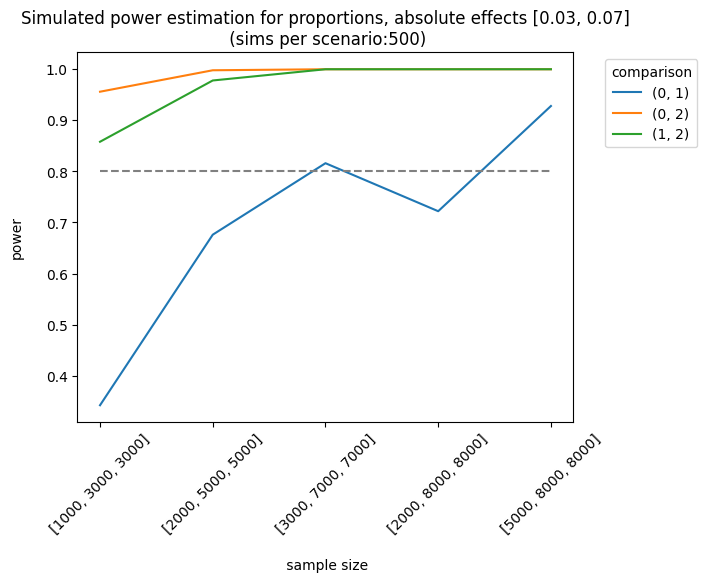 Simulated power estimation for proportions, absolute effects [0.03, 0.07]
(sims per scenario:500)
comparison
(0, 1)
(0, 2)
(1, 2)
1.0
0.9
0.8
0.7
0.6
0.5
0.4
power
[1000, 3000, 3000]
[2000, 5000, 5000]
[3000, 7000, 7000]
[2000, 8000, 8000]
[5000, 8000, 8000]
sample size